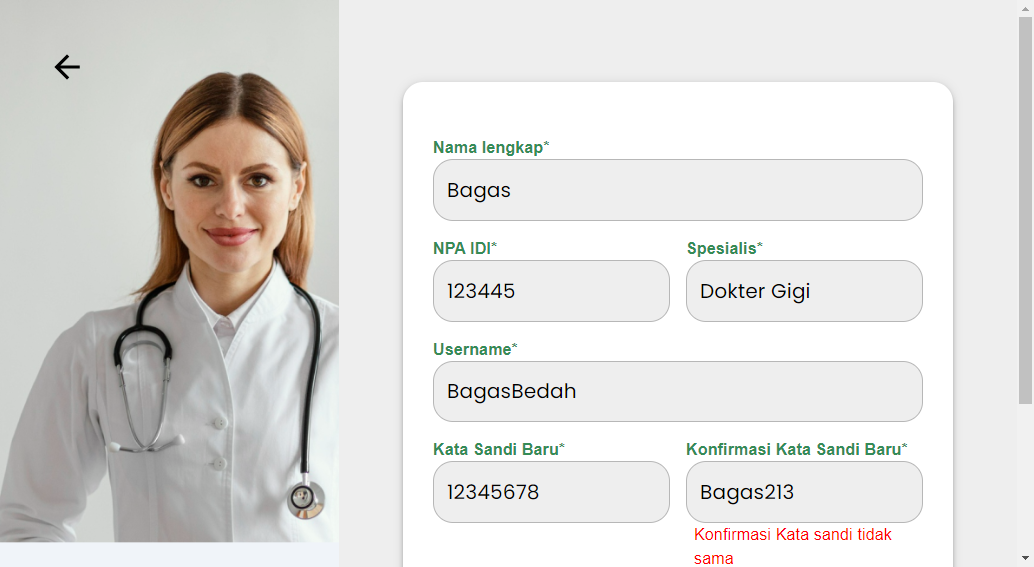 Nama lengkap*
Bagas
NPA IDI* Spesialis*
123445 Dokter Gigi
Username*
BagasBedah
Kata Sandi Baru* Konfirmasi Kata Sandi Baru*
12345678 Bagas213
Konfirmasi Kata sandi tidak
sama